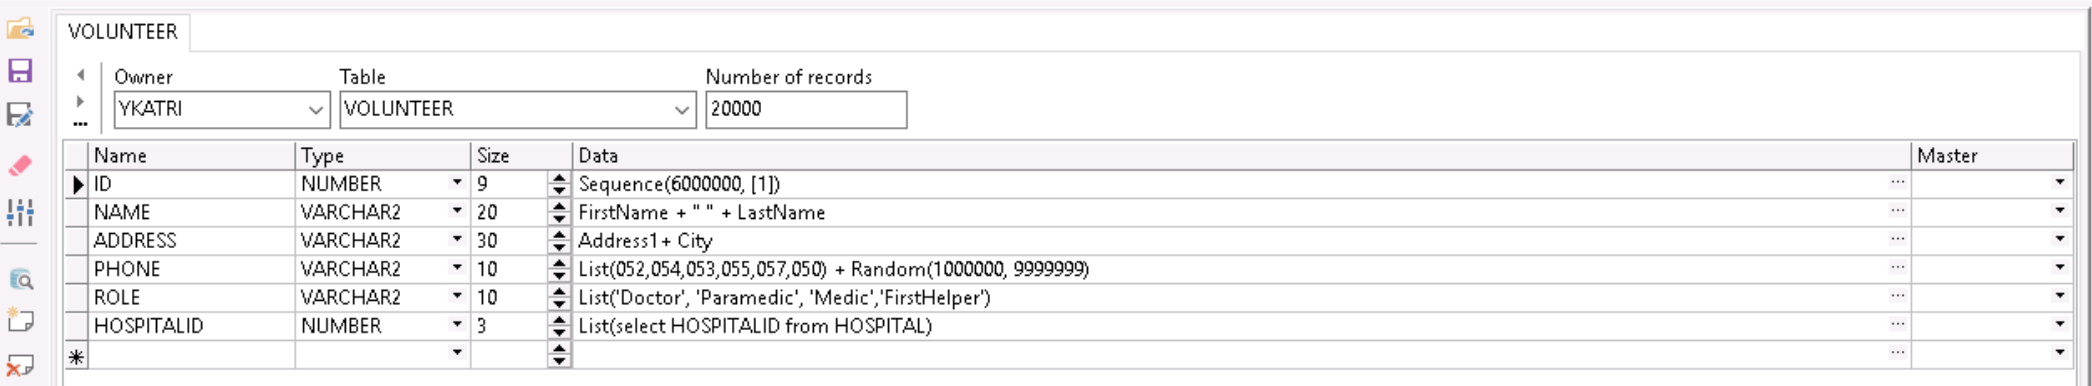 VOLUNTEER
Owner Table Number of records
YKATRI VOLUNTEER 20000
Name Type Size Data Master
ID NUMBER 9 Sequence(6000000, [1])
NAME VARCHAR2 20 FirstName + " " + LastName
ADDRESS VARCHAR2 30 Address1+ City
PHONE VARCHAR2 10 List(052,054,053,055,057,050) + Random(1000000, 9999999)
ROLE VARCHAR2 10 List('Doctor', 'Paramedic', 'Medic','FirstHelper')
HOSPITALID NUMBER 3 List(select HOSPITALID from HOSPITAL)